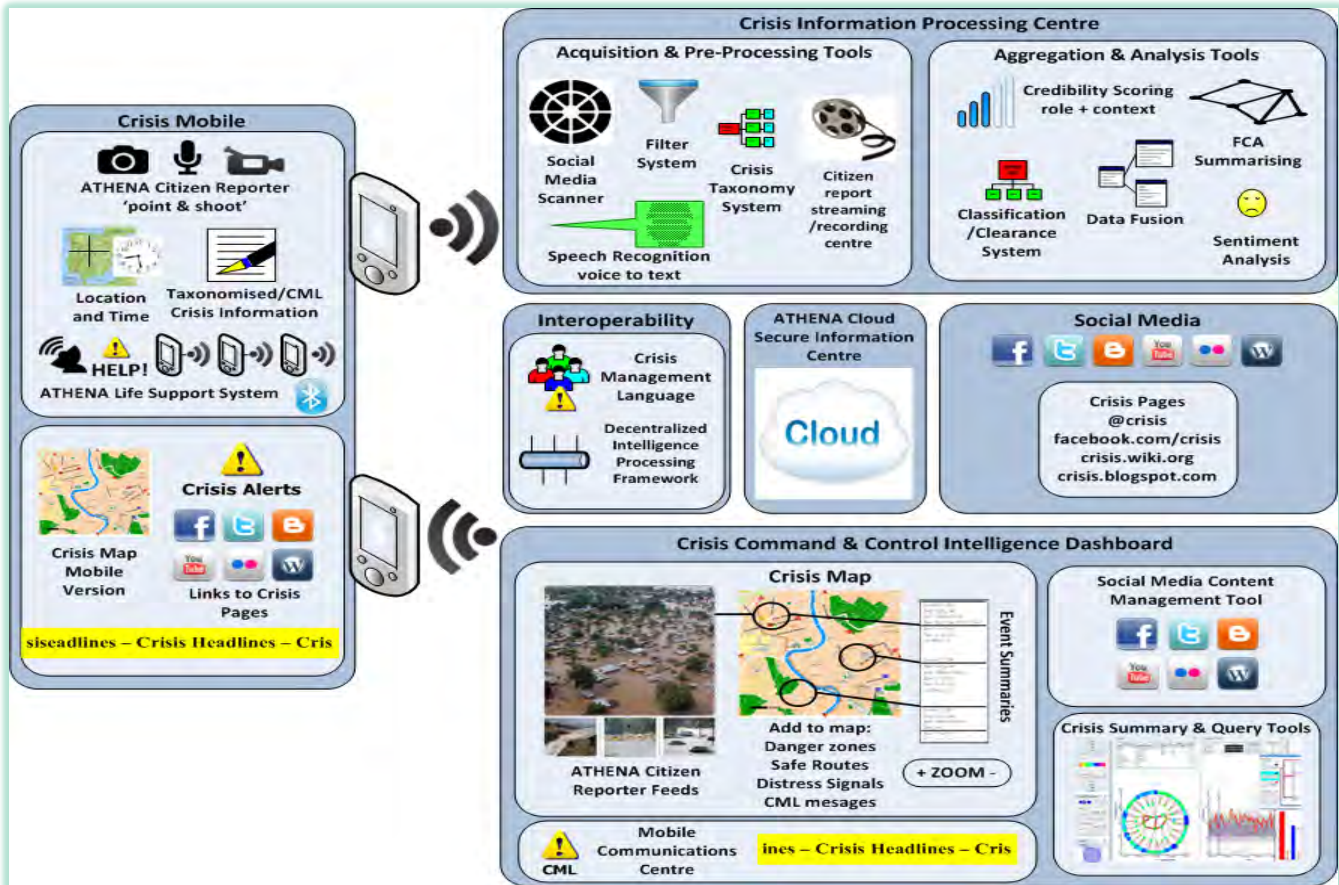 Crisis Mobile
ATHENA Citizen Reporter
'point & shoot'
Location
and Time
Taxonomised/CML
Crisis Information
HELP!
ATHENA Life Support System
Crisis Map
Mobile
Version
Crisis Alerts
f
t
B
You
Tube
W
Links to Crisis
Pages
siseadlines – Crisis Headlines – Cris
Crisis Information Processing Centre
Acquisition & Pre-Processing Tools
Social
Media
Scanner
Filter
System
Crisis
Taxonomy
System
Citizen
report
streaming
/recording
centre
Speech Recognition
voice to text
Aggregation & Analysis Tools
Credibility Scoring
role + context
FCA
Summarising
Classification
/Clearance
System
Data Fusion
Sentiment
Analysis
Interoperability
Crisis
Management
Language
Decentralized
Intelligence
Processing
Framework
ATHENA Cloud
Secure Information
Centre
Cloud
Social Media
f
t
B
You
Tube
W
Crisis Pages
@crisis
facebook.com/crisis
crisis.wiki.org
crisis.blogspot.com
Crisis Command & Control Intelligence Dashboard
Crisis Map
ATHENA Citizen
Reporter Feeds
Add to map:
Danger zones
Safe Routes
Distress Signals
CML mesages
Event Summaries
+ ZOOM -
CML
Mobile
Communications
Centre
ines – Crisis Headlines – Cris
Social Media Content
Management Tool
f
t
B
You
Tube
W
Crisis Summary & Query Tools